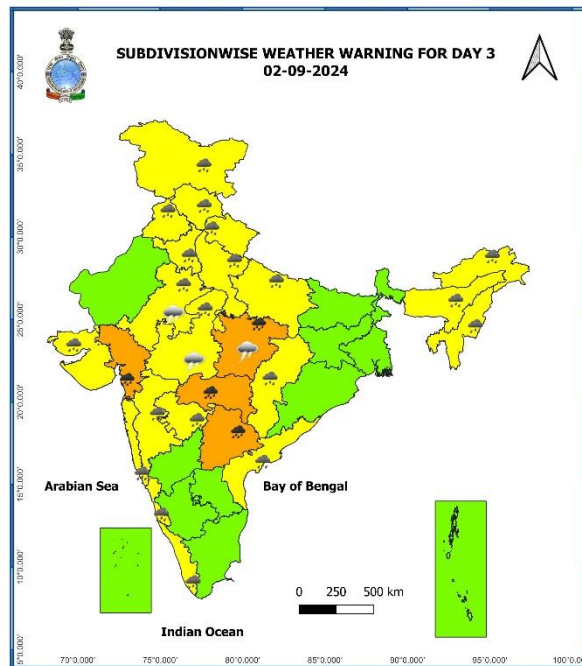 SUBDIVISIONWISE WEATHER WARNING FOR DAY 3
02-09-2024
40°0.000'
35°0.000'
30°0.000'
25°0.000'
20°0.000'
15°0.000'
10°0.000'
5°0.000'
Arabian Sea
Bay of Bengal
0 250 500 km
Indian Ocean
70°0.000' 75°0.000' 80°0.000' 85°0.000' 90°0.000' 95°0.000' 100°0.0